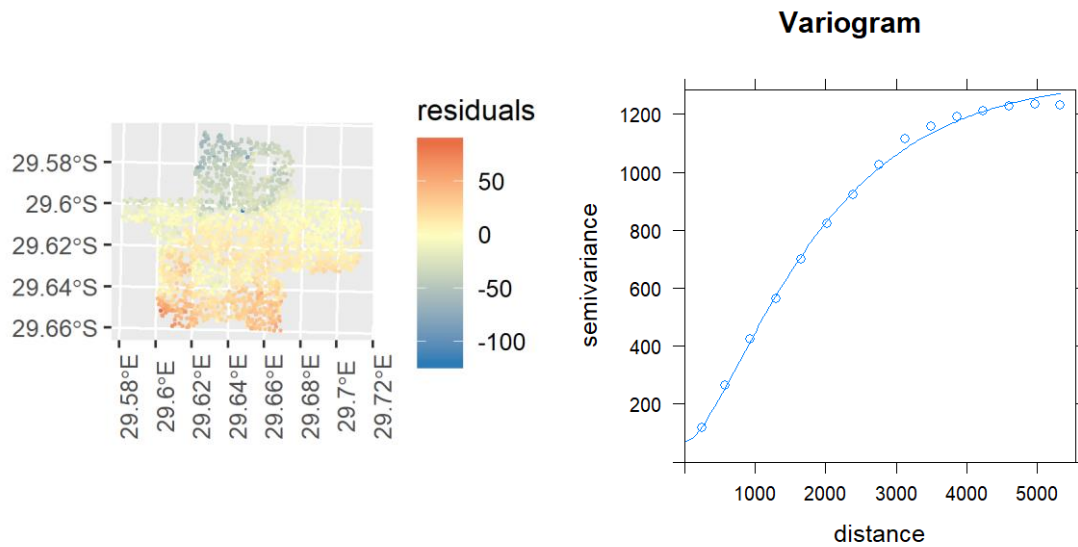 residuals
50
0
-50
-100
29.58°S
29.6°S
29.62°S
29.64°S
29.66°S
29.58°E
29.6°E
29.62°E
29.64°E
29.66°E
29.68°E
29.7°E
29.72°E
Variogram
semivariance
1200
1000
800
600
400
200
1000
2000
3000
4000
5000
distance